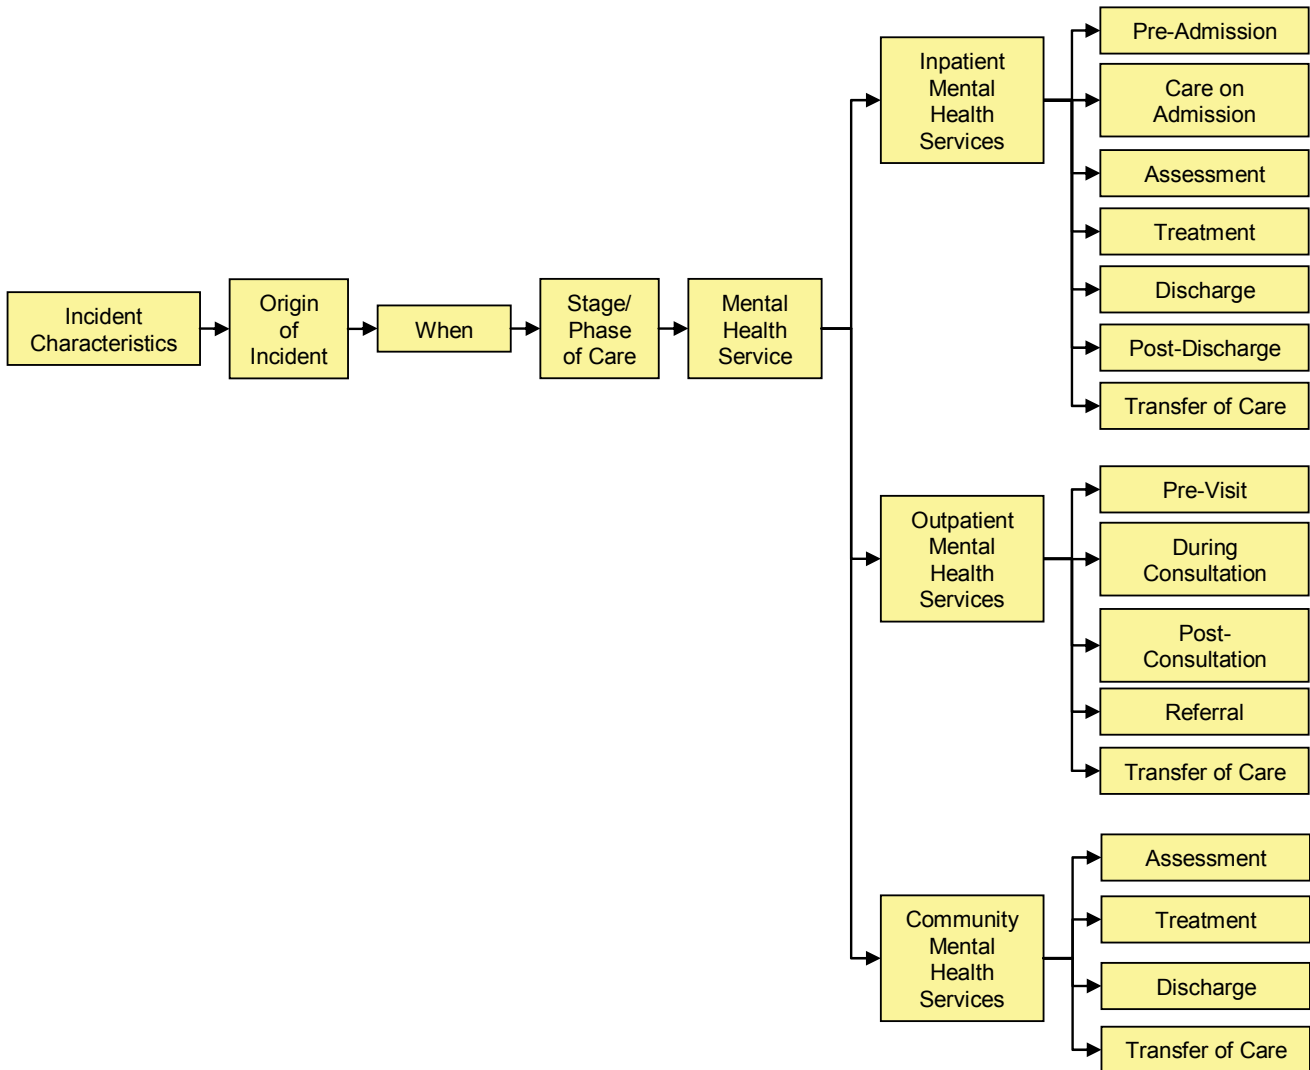 Incident
Characteristics
Origin
of
Incident
When
Stage/
Phase
of Care
Mental
Health
Service
Inpatient
Mental
Health
Services
Pre-Admission
Care on
Admission
Assessment
Treatment
Discharge
Post-Discharge
Transfer of Care
Outpatient
Mental
Health
Services
Pre-Visit
During
Consultation
Post-
Consultation
Referral
Transfer of Care
Community
Mental
Health
Services
Assessment
Treatment
Discharge
Transfer of Care